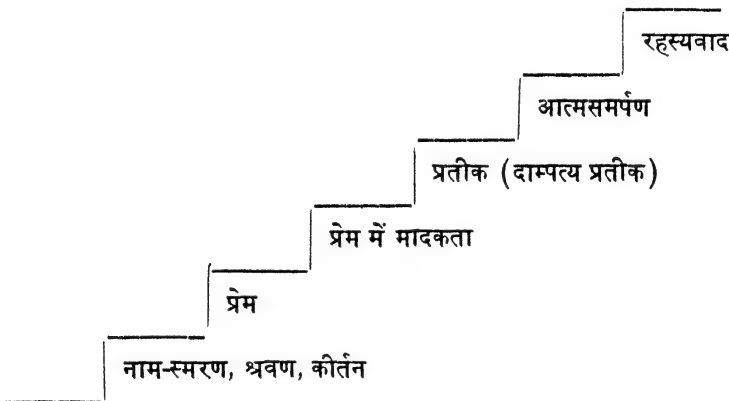 रहस्यवाद
आत्मसमर्पण
प्रतीक (दाम्पत्य प्रतीक)
प्रेम में मादकता
प्रेम
नाम-स्मरण, श्रवण, कीर्तन